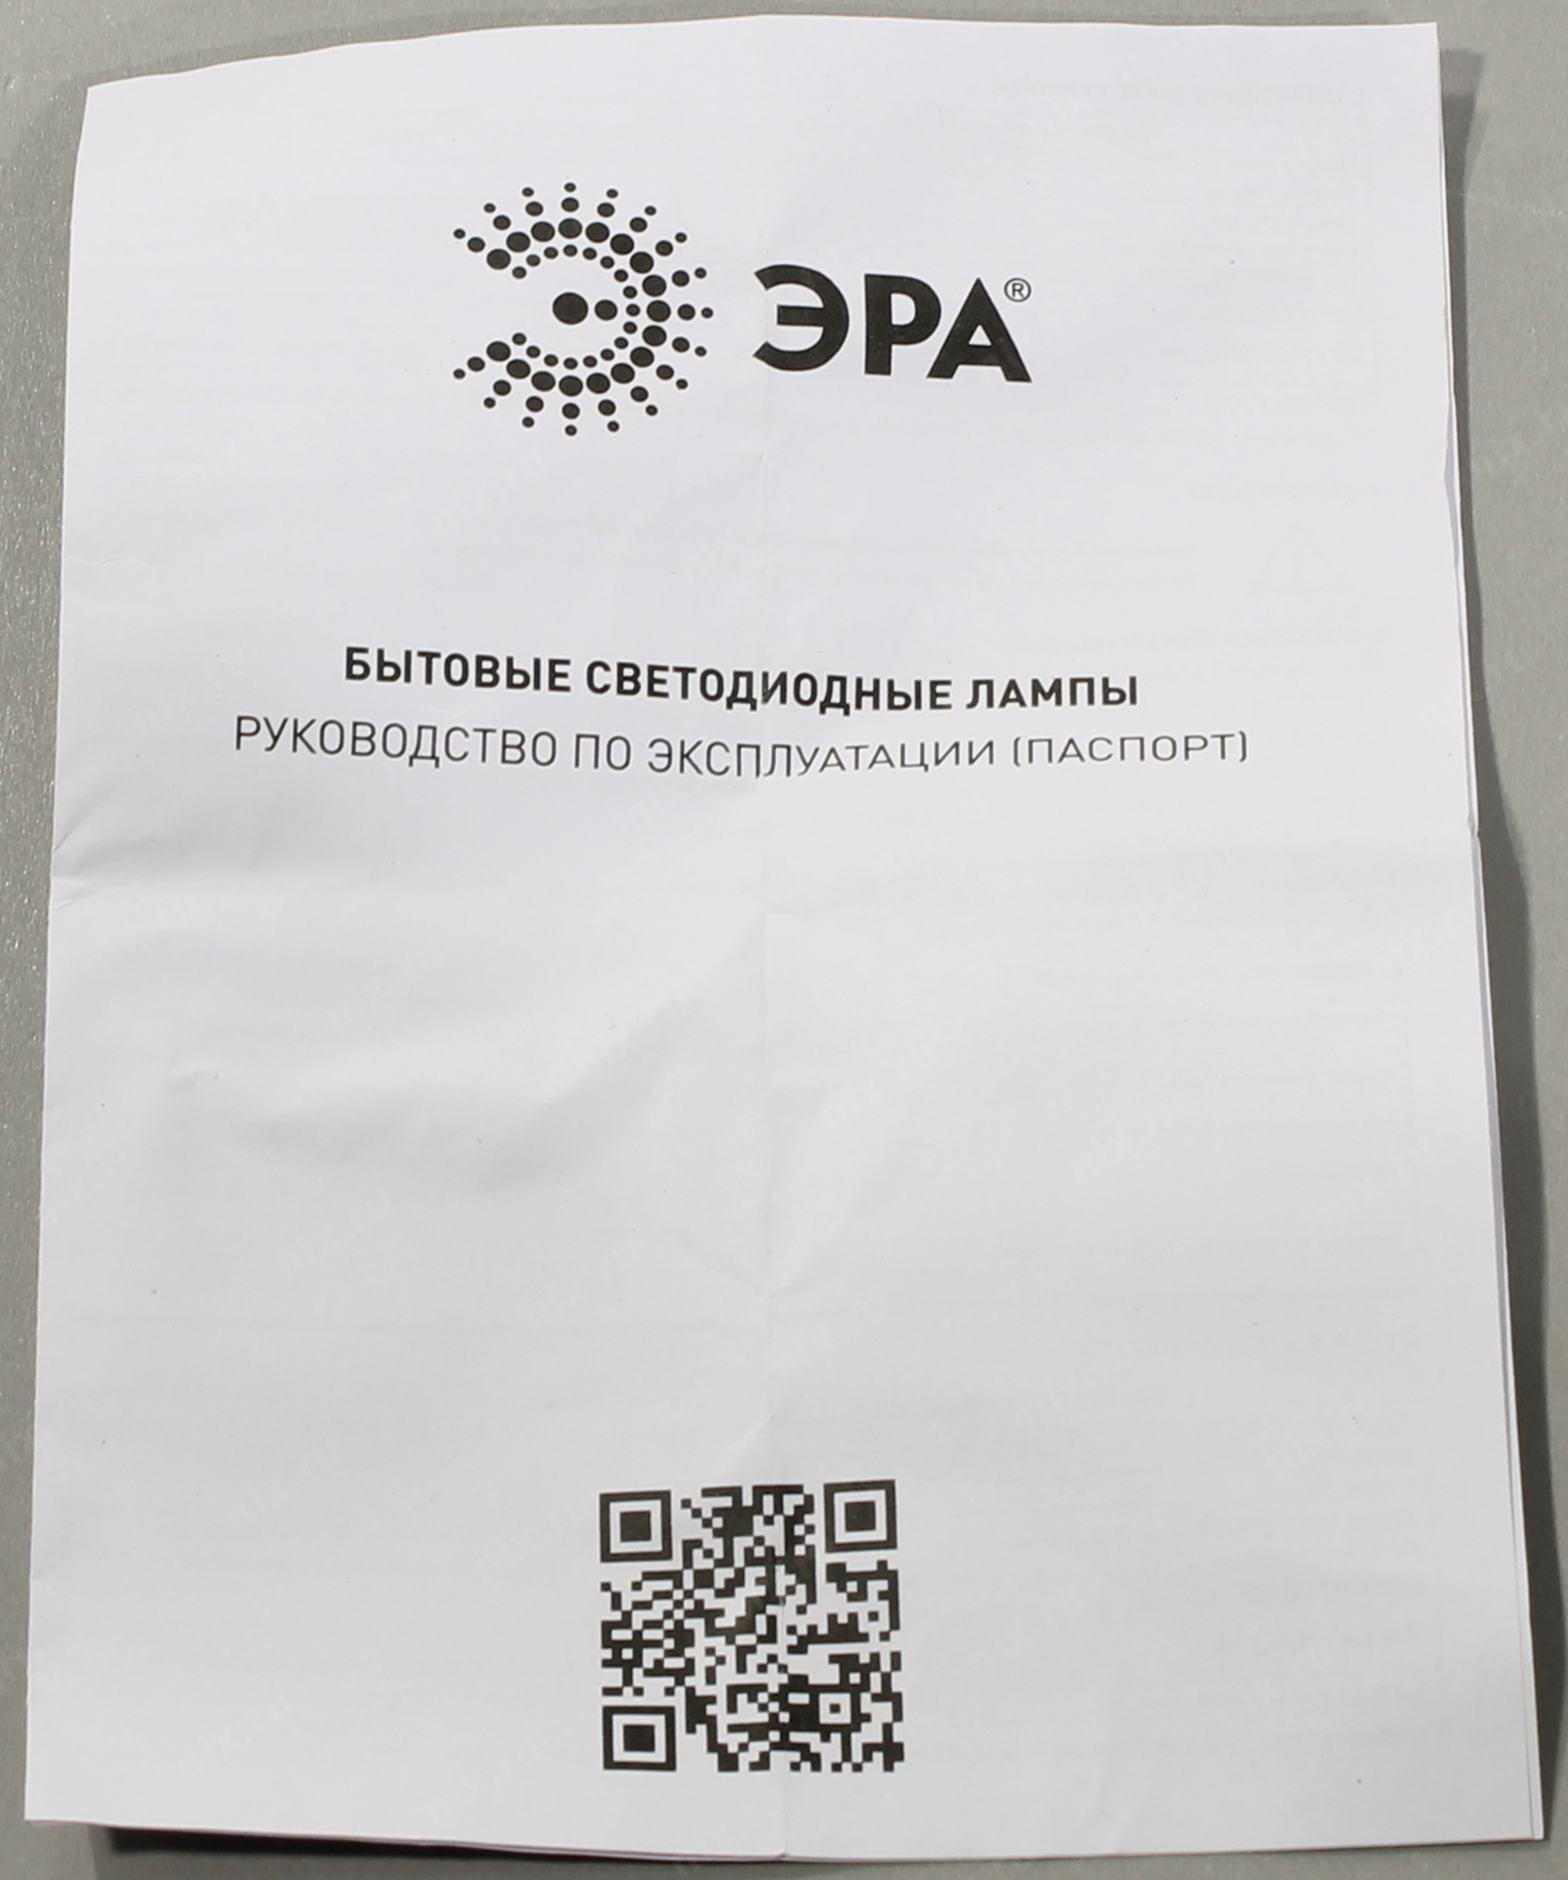 ЭРА®
БЫТОВЫЕ СВЕТОДИОДНЫЕ ЛАМПЫ
РУКОВОДСТВО ПО ЭКСПЛУАТАЦИИ (ПАСПОРТ)